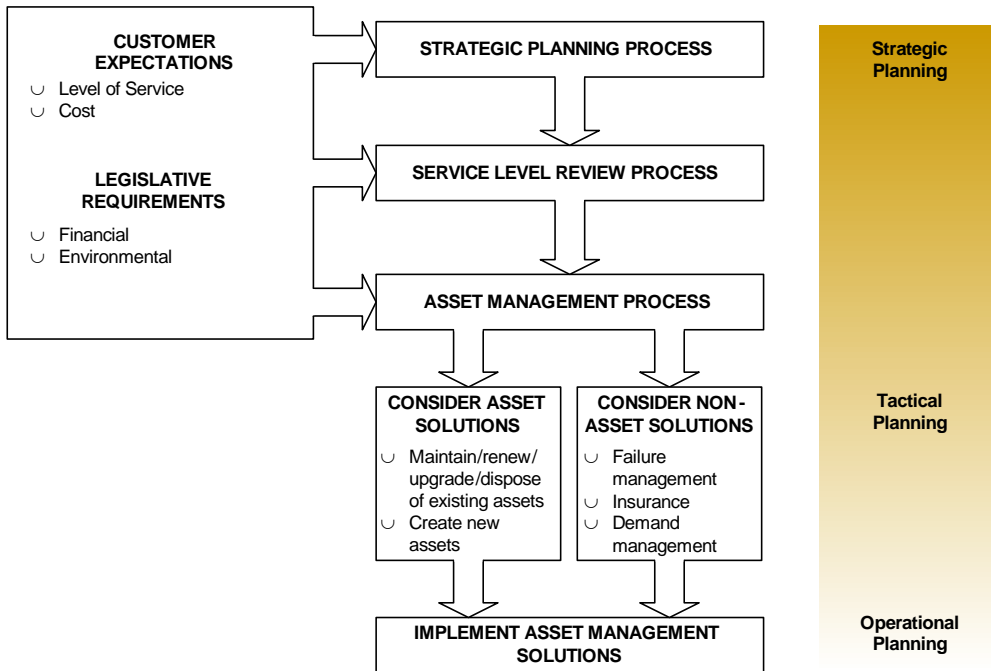 CUSTOMER
EXPECTATIONS
∪ Level of Service
∪ Cost
LEGISLATIVE
REQUIREMENTS
∪ Financial
∪ Environmental
STRATEGIC PLANNING PROCESS
SERVICE LEVEL REVIEW PROCESS
ASSET MANAGEMENT PROCESS
CONSIDER ASSET
SOLUTIONS
∪ Maintain/renew/
upgrade/dispose
of existing assets
∪ Create new
assets
CONSIDER NON-
ASSET SOLUTIONS
∪ Failure
management
∪ Insurance
∪ Demand
management
IMPLEMENT ASSET MANAGEMENT
SOLUTIONS
Strategic
Planning
Tactical
Planning
Operational
Planning